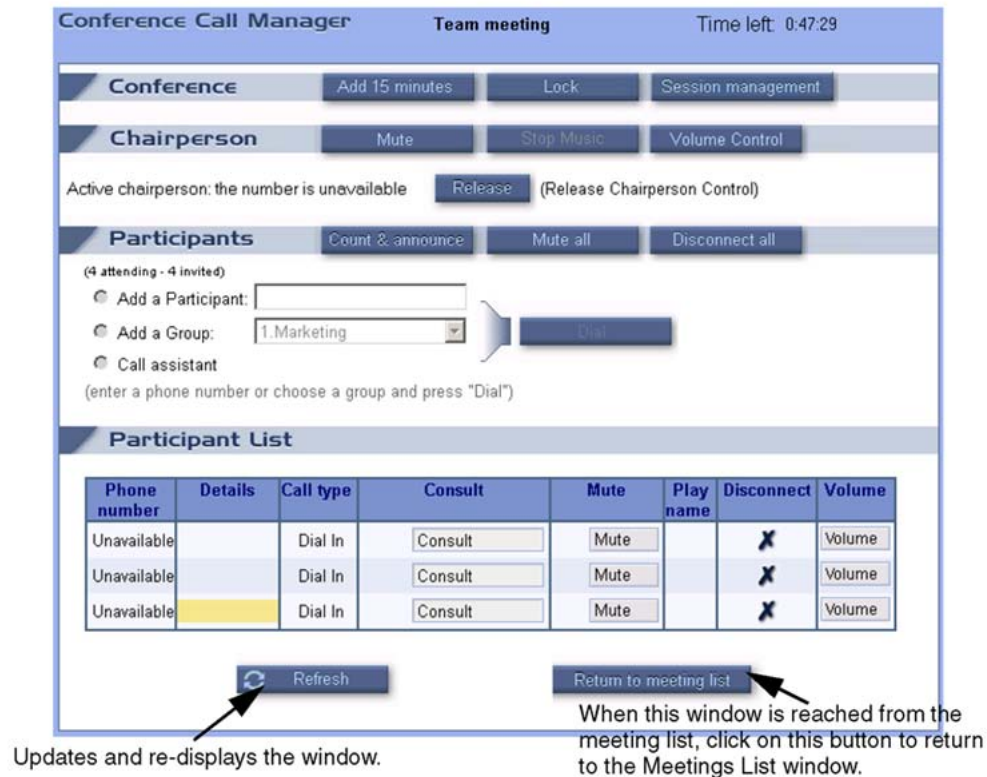 Conference Call Manager Team meeting Time left: 0:47:29
Conference Add 15 minutes Lock Session management
Chairperson Mute Stop Music Volume Control
Active chairperson: the number is unavailable Release (Release Chairperson Control)
Participants Count & announce Mute all Disconnect all
(4 attending - 4 invited)
Add a Participant:
Add a Group: 1.Marketing Dial
Call assistant
(enter a phone number or choose a group and press "Dial")
Participant List
Phone number Details Call type Consult Mute Play name Disconnect Volume
Unavailable Dial In Consult Mute X Volume
Unavailable Dial In Consult Mute X Volume
Unavailable Dial In Consult Mute X Volume
Refresh Return to meeting list
Updates and re-displays the window.
When this window is reached from the
meeting list, click on this button to return
to the Meetings List window.